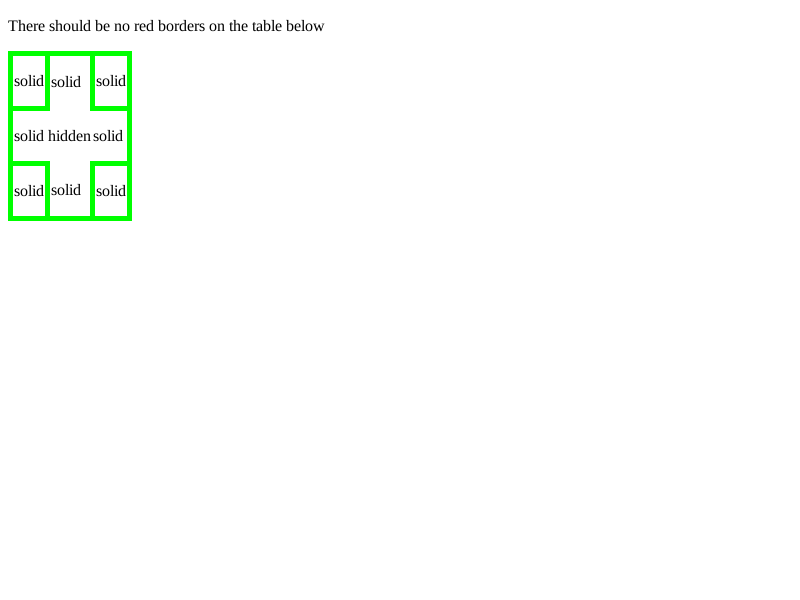 There should be no red borders on the table below
solid solid solid
solid hidden solid
solid solid solid